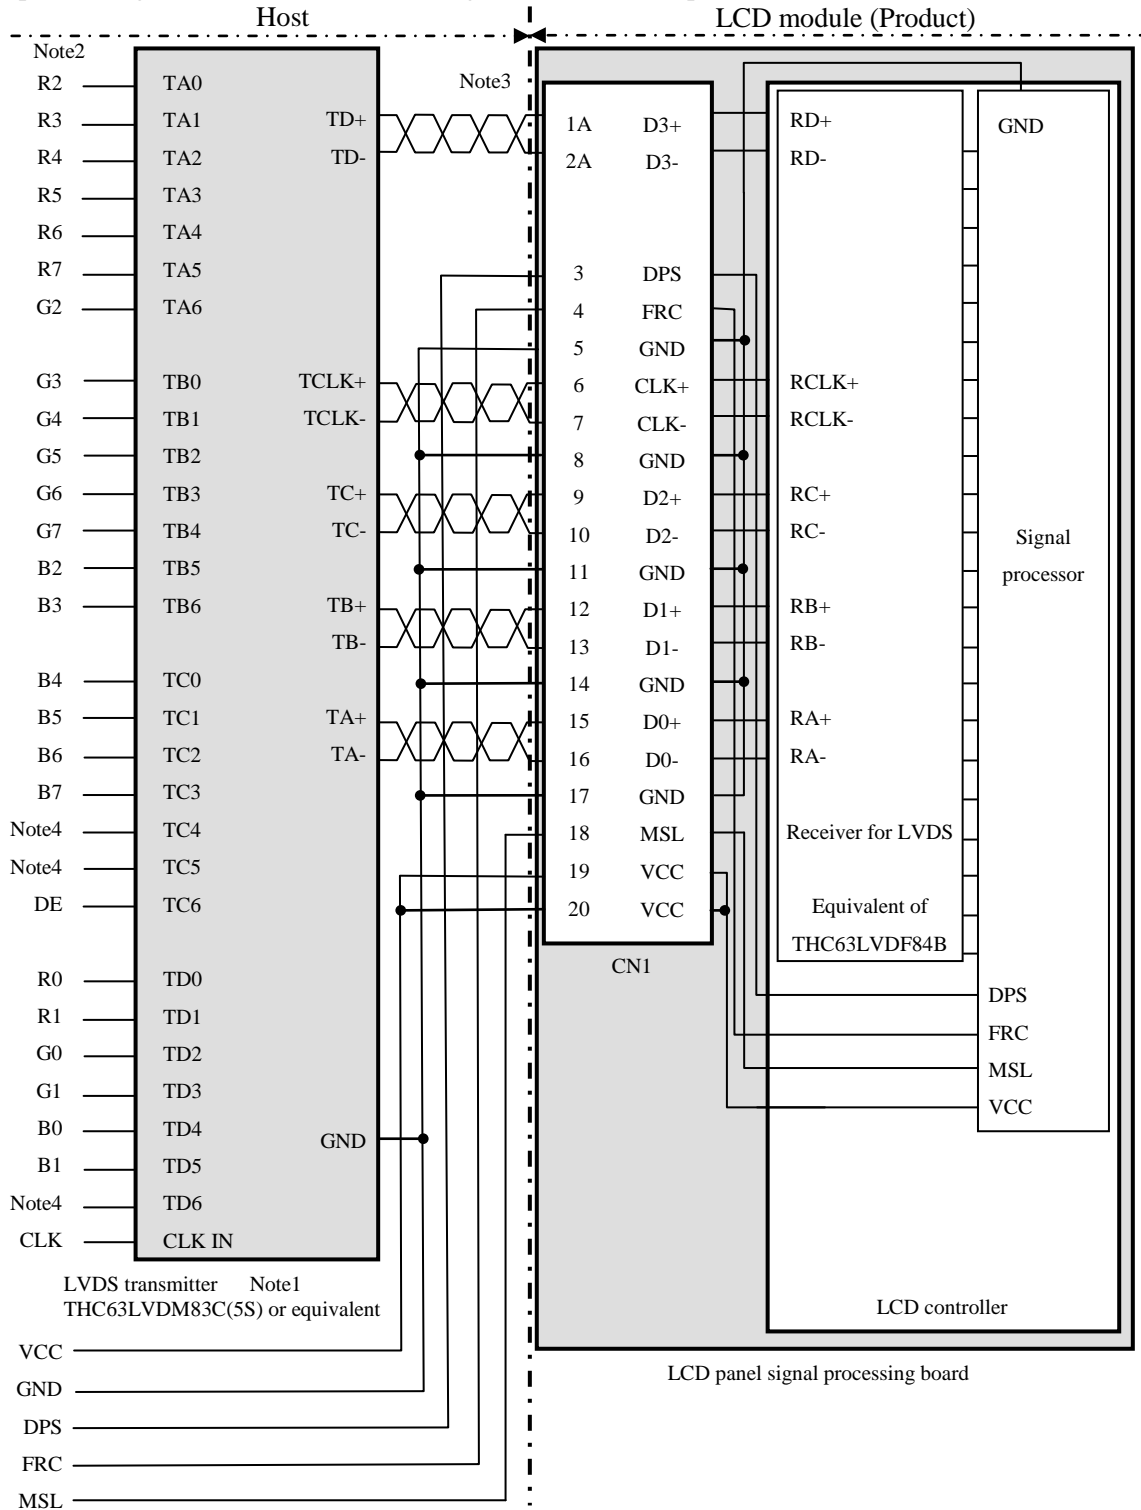 Host
LCD module (Product)
Note2
Note3
R2 TA0
R3 TA1
R4 TA2
R5 TA3
R6 TA4
R7 TA5
G2 TA6
G3 TB0
G4 TB1
G5 TB2
G6 TB3
G7 TB4
B2 TB5
B3 TB6
B4 TC0
B5 TC1
B6 TC2
B7 TC3
Note4 TC4
Note4 TC5
DE TC6
R0 TD0
R1 TD1
G0 TD2
G1 TD3
B0 TD4
B1 TD5
Note4 TD6
CLK CLK IN
TD+
TD-
TCLK+
TCLK-
TC+
TC-
TB+
TB-
TA+
TA-
GND
LVDS transmitter Note1
THC63LVDM83C(5S) or equivalent
VCC
GND
DPS
FRC
MSL
1A D3+
2A D3-
3 DPS
4 FRC
5 GND
6 CLK+
7 CLK-
8 GND
9 D2+
10 D2-
11 GND
12 D1+
13 D1-
14 GND
15 D0+
16 D0-
17 GND
18 MSL
19 VCC
20 VCC
CN1
RD+
RD-
RCLK+
RCLK-
RC+
RC-
RB+
RB-
RA+
RA-
Receiver for LVDS
Equivalent of
THC63LVDF84B
GND
Signal
processor
DPS
FRC
MSL
VCC
LCD controller
LCD panel signal processing board